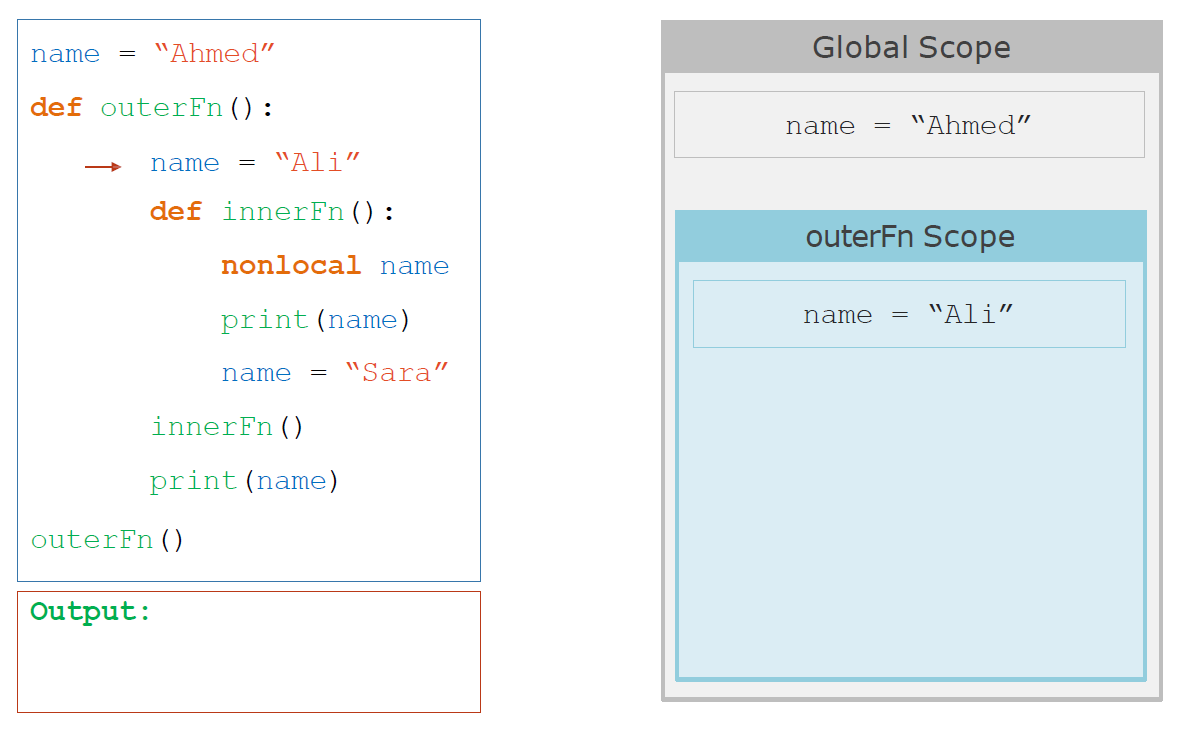 name = “Ahmed”
def outerFn():
name = “Ali”
def innerFn():
nonlocal name
print(name)
name = “Sara”
innerFn()
print(name)
outerFn()
Output:
Global Scope
name = “Ahmed”
outerFn Scope
name = “Ali”